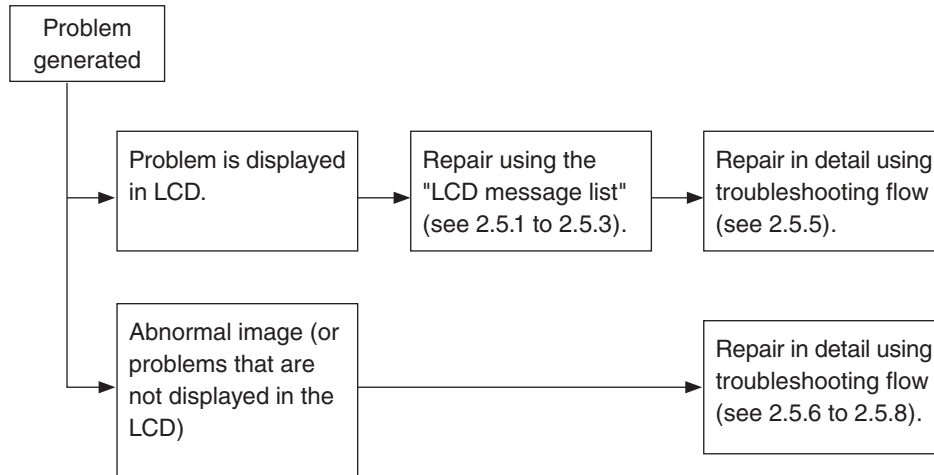 Problem
generated
Problem is displayed
in LCD.
Repair using the
"LCD message list"
(see 2.5.1 to 2.5.3).
Repair in detail using
troubleshooting flow
(see 2.5.5).
Abnormal image (or
problems that are
not displayed in the
LCD)
Repair in detail using
troubleshooting flow
(see 2.5.6 to 2.5.8).